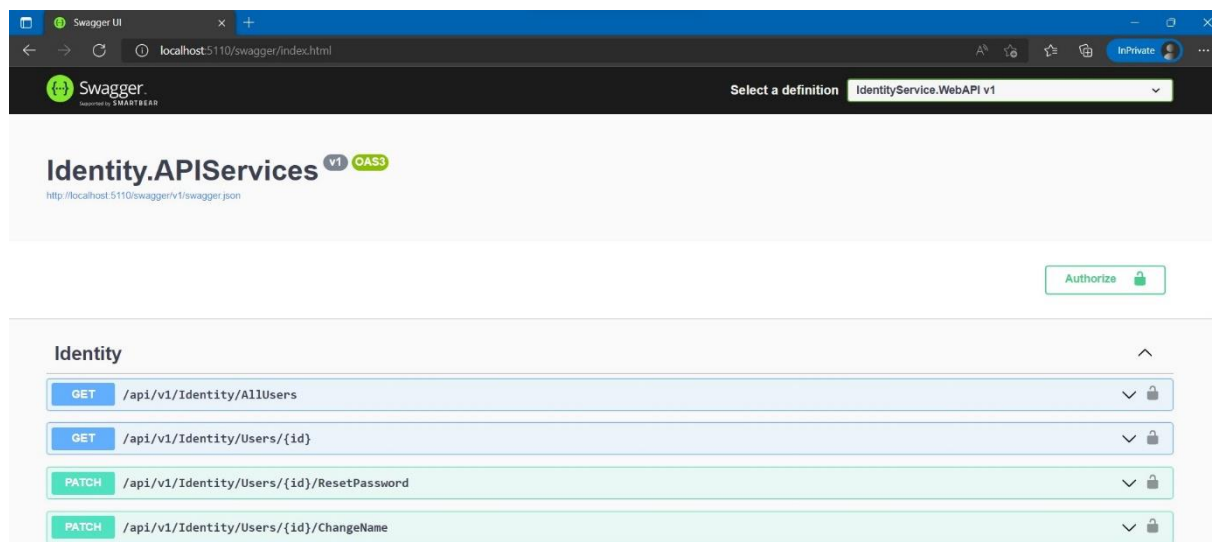 Swagger UI
localhost:5110/swagger/index.html
InPrivate
Swagger.
Supported by SMARTBEAR
Select a definition
IdentityService.WebAPI v1
Identity.APIServices v1 OAS3
http://localhost:5110/swagger/v1/swagger.json
Authorize
Identity
GET /api/v1/Identity/AllUsers
GET /api/v1/Identity/Users/{id}
PATCH /api/v1/Identity/Users/{id}/ResetPassword
PATCH /api/v1/Identity/Users/{id}/ChangeName